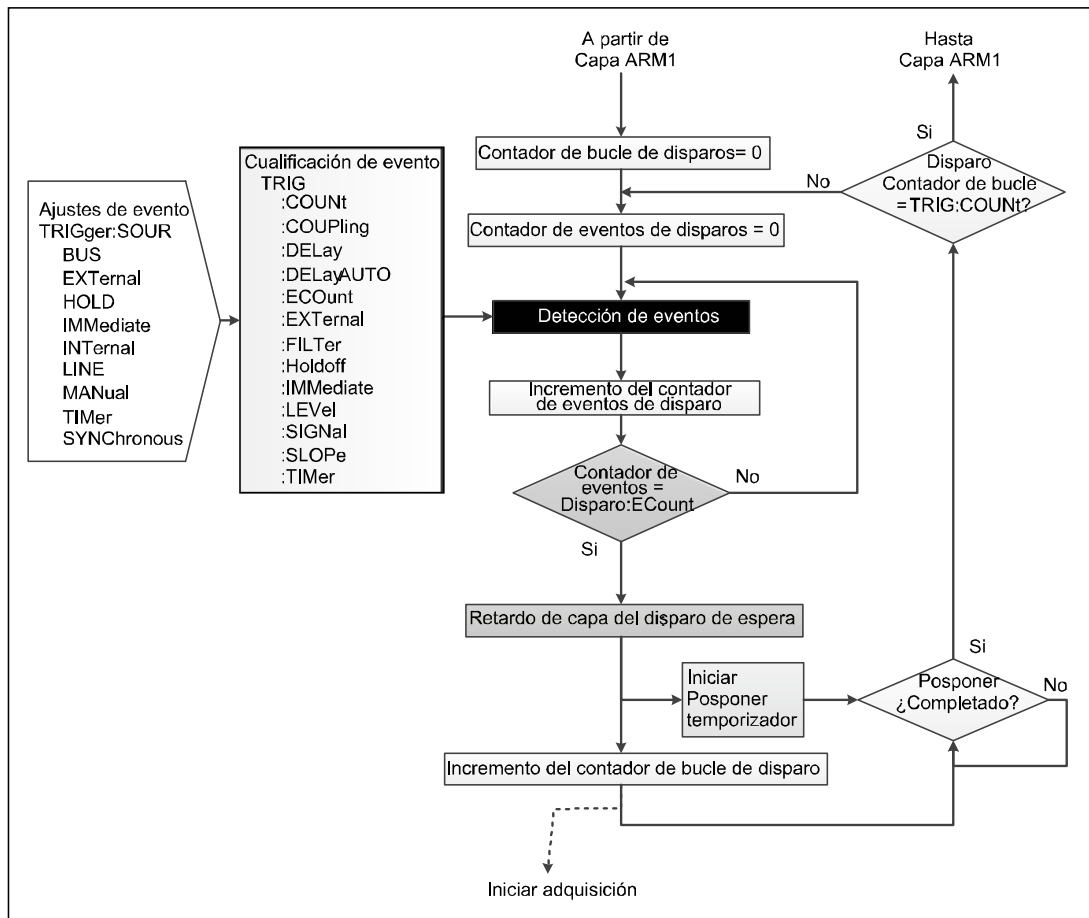 A partir de
Capa ARM1
Hasta
Capa ARM1
Si
Contador de bucle de disparos= 0
Disparo
Contador de bucle
=TRIG:COUNt?
No
Cualificación de evento
TRIG
:COUNt
:COUPling
:DELay
:DELayAUTO
:ECOunt
:EXTernal
:FILTer
:Holdoff
:IMMediate
:LEVel
:SIGNal
:SLOPe
:TIMer
Ajustes de evento
TRIGger:SOUR
BUS
EXTernal
HOLD
IMMediate
INTernal
LINE
MANual
TIMer
SYNChronous
Contador de eventos de disparos = 0
Detección de eventos
Incremento del contador
de eventos de disparo
Contador de
eventos =
Disparo:ECount
No
Si
Retardo de capa del disparo de espera
Iniciar
Posponer
temporizador
Si
Posponer
¿Completado?
No
Incremento del contador de bucle de disparo
Iniciar adquisición